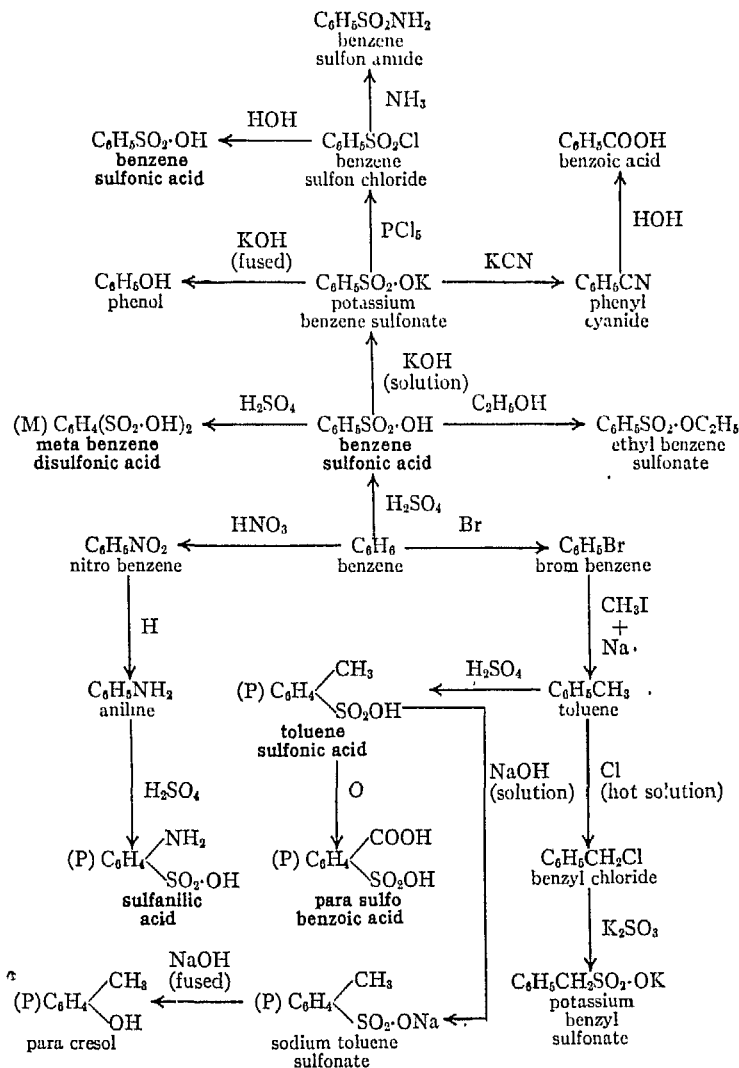 C₆H₅SO₂NH₂
benzene
sulfon amide
NH₃
HOH
C₆H₅SO₂·OH
benzene
sulfonic acid
C₆H₅SO₂Cl
benzene
sulfon chloride
C₆H₅COOH
benzoic acid
HOH
PCl₅
KOH
(fused)
KCN
C₆H₅OH
phenol
C₆H₅SO₂·OK
potassium
benzene sulfonate
C₆H₅CN
phenyl
cyanide
KOH
(solution)
H₂SO₄
C₂H₅OH
(M) C₆H₄(SO₂·OH)₂
meta benzene
disulfonic acid
C₆H₅SO₂·OH
benzene
sulfonic acid
C₆H₅SO₂·OC₂H₅
ethyl benzene
sulfonate
H₂SO₄
HNO₃
Br
C₆H₅NO₂
nitro benzene
C₆H₆
benzene
C₆H₅Br
brom benzene
H
CH₃I
+
Na
C₆H₅NH₂
aniline
CH₃
(P) C₆H₄
SO₂OH
toluene
sulfonic acid
H₂SO₄
C₆H₅CH₃
toluene
H₂SO₄
O
NaOH
(solution)
Cl
(hot solution)
NH₂
(P) C₆H₄
SO₂·OH
sulfanilic
acid
COOH
(P) C₆H₄
SO₂OH
para sulfo
benzoic acid
C₆H₅CH₂Cl
benzyl chloride
K₂SO₃
CH₃
(P) C₆H₄
OH
para cresol
NaOH
(fused)
CH₃
(P) C₆H₄
SO₂·ONa
sodium toluene
sulfonate
C₆H₅CH₂SO₂·OK
potassium
benzyl
sulfonate